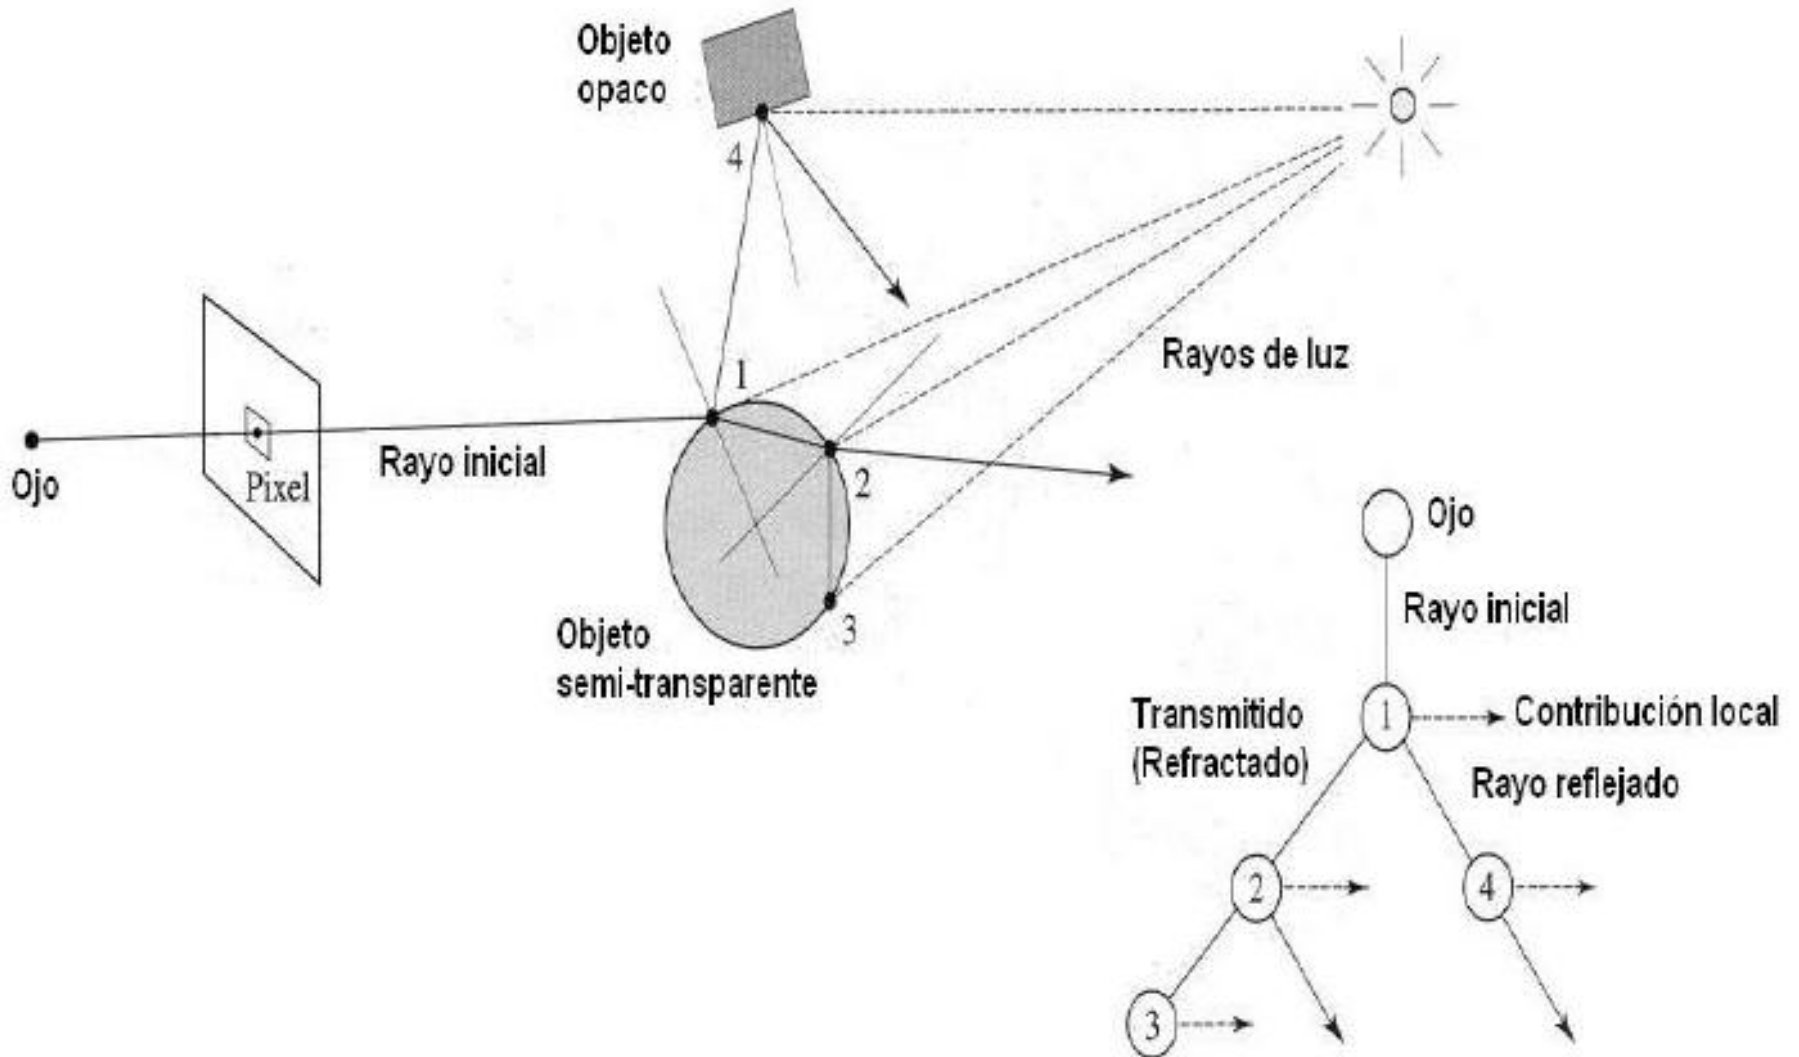 Objeto
opaco
4
1
Rayos de luz
Rayo inicial
Ojo
Pixel
2
3
Objeto
semi-transparente
Ojo
Rayo inicial
Transmitido
(Refractado)
1
Contribución local
Rayo reflejado
2
4
3